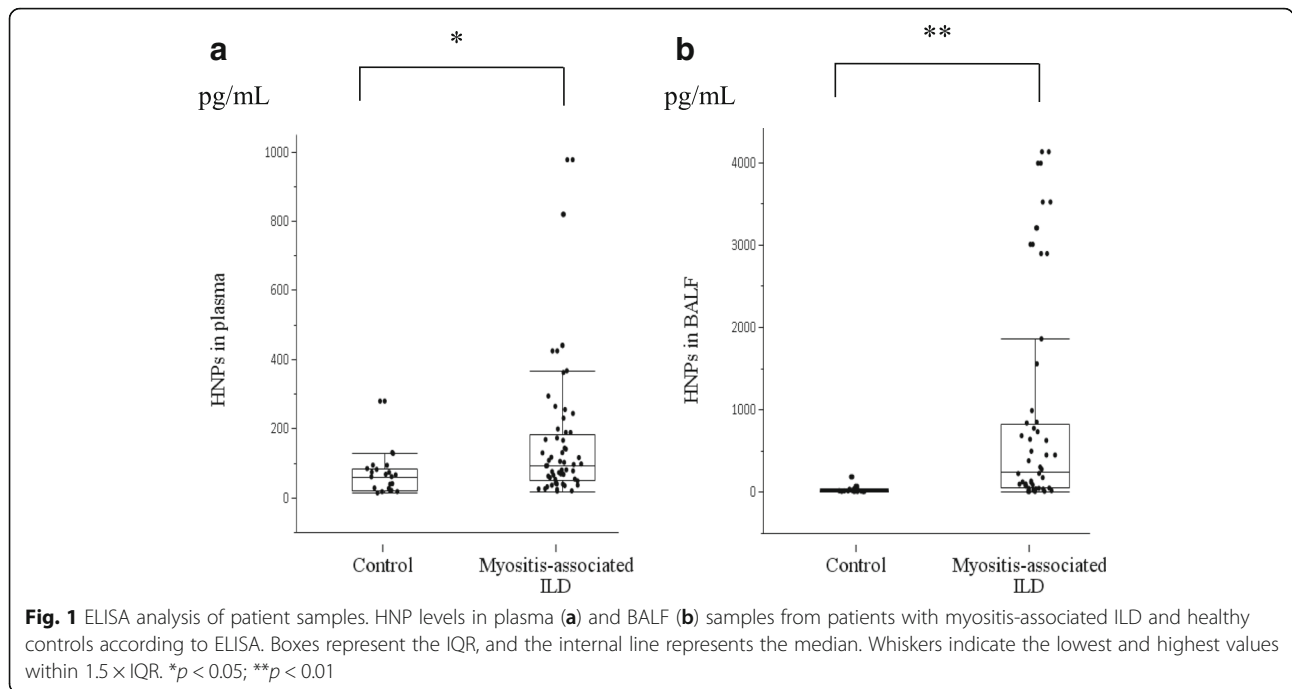 a
*
pg/mL
HNPs in plasma
1000
800
600
400
200
0
Control
Myositis-associated
ILD
b
**
pg/mL
HNPs in BALF
4000
3000
2000
1000
0
Control
Myositis-associated
ILD
Fig. 1 ELISA analysis of patient samples. HNP levels in plasma (a) and BALF (b) samples from patients with myositis-associated ILD and healthy
controls according to ELISA. Boxes represent the IQR, and the internal line represents the median. Whiskers indicate the lowest and highest values
within 1.5 × IQR. *p < 0.05; **p < 0.01